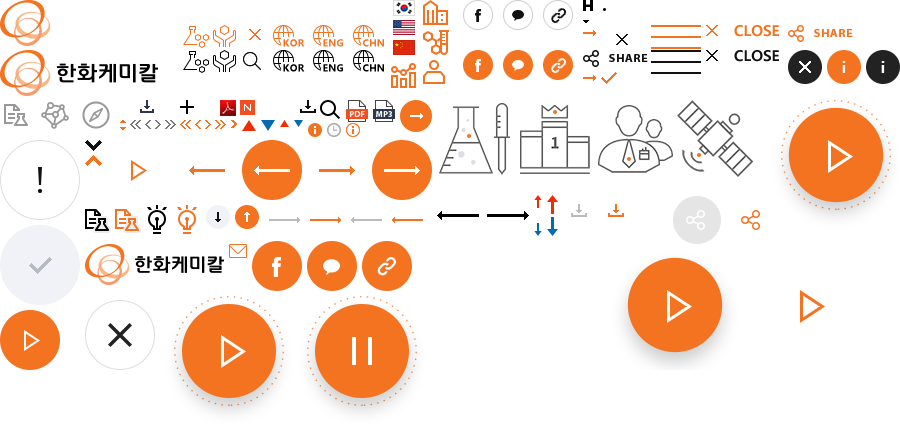 H .
KOR ENG CHN
CLOSE
SHARE
KOR ENG CHN
SHARE
CLOSE
한화케미칼
i i
N
PDF MP3
i i
1
!
한화케미칼